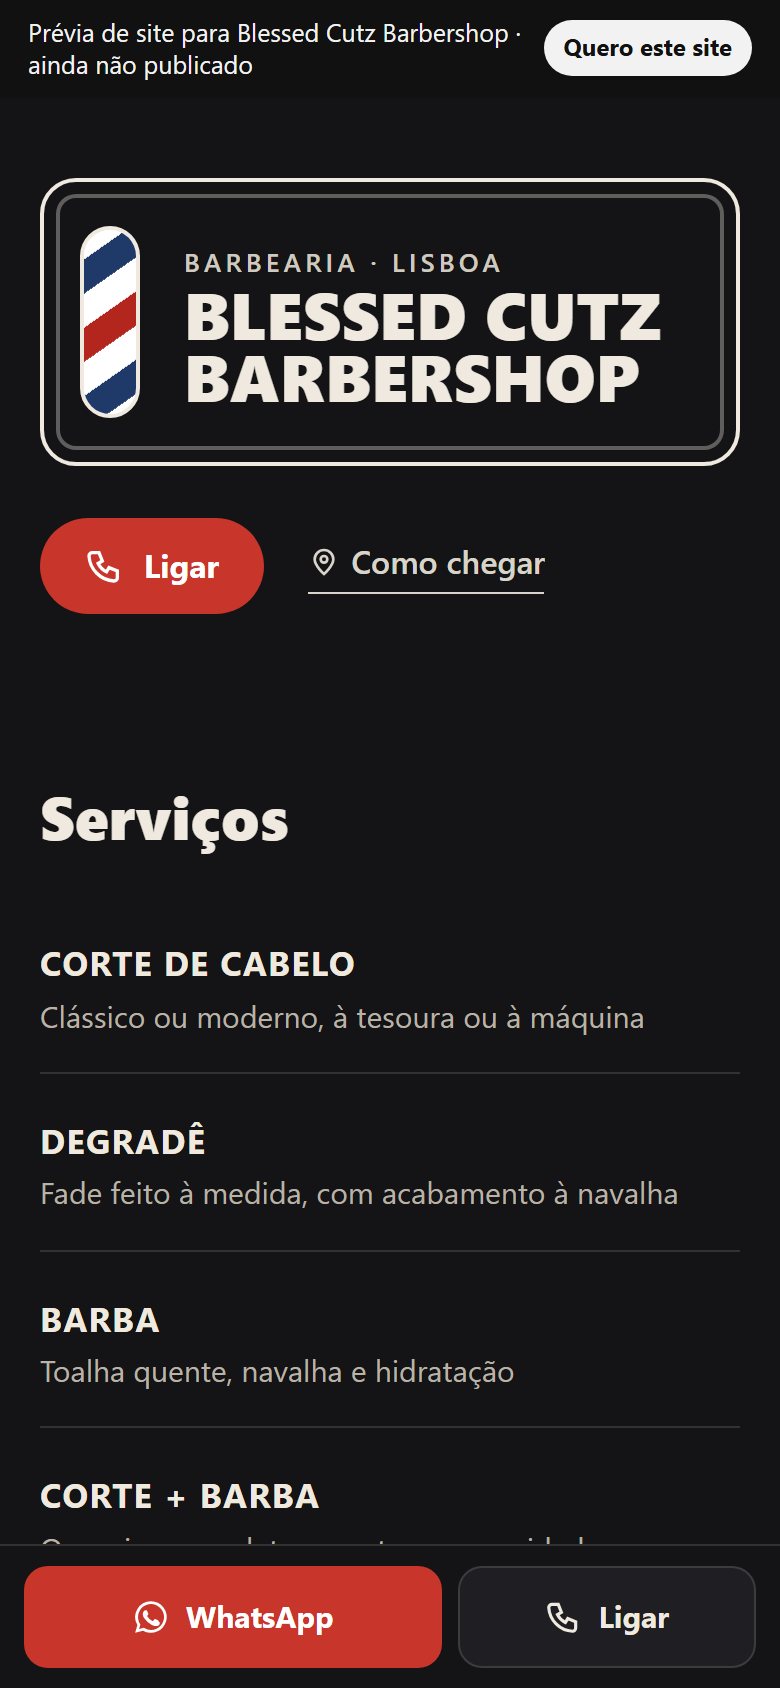 Prévia de site para Blessed Cutz Barbershop ·
ainda não publicado
Quero este site
BARBEARIA · LISBOA
BLESSED CUTZ
BARBERSHOP
Ligar
Como chegar
Serviços
CORTE DE CABELO
Clássico ou moderno, à tesoura ou à máquina
DEGRADÊ
Fade feito à medida, com acabamento à navalha
BARBA
Toalha quente, navalha e hidratação
CORTE + BARBA
WhatsApp
Ligar